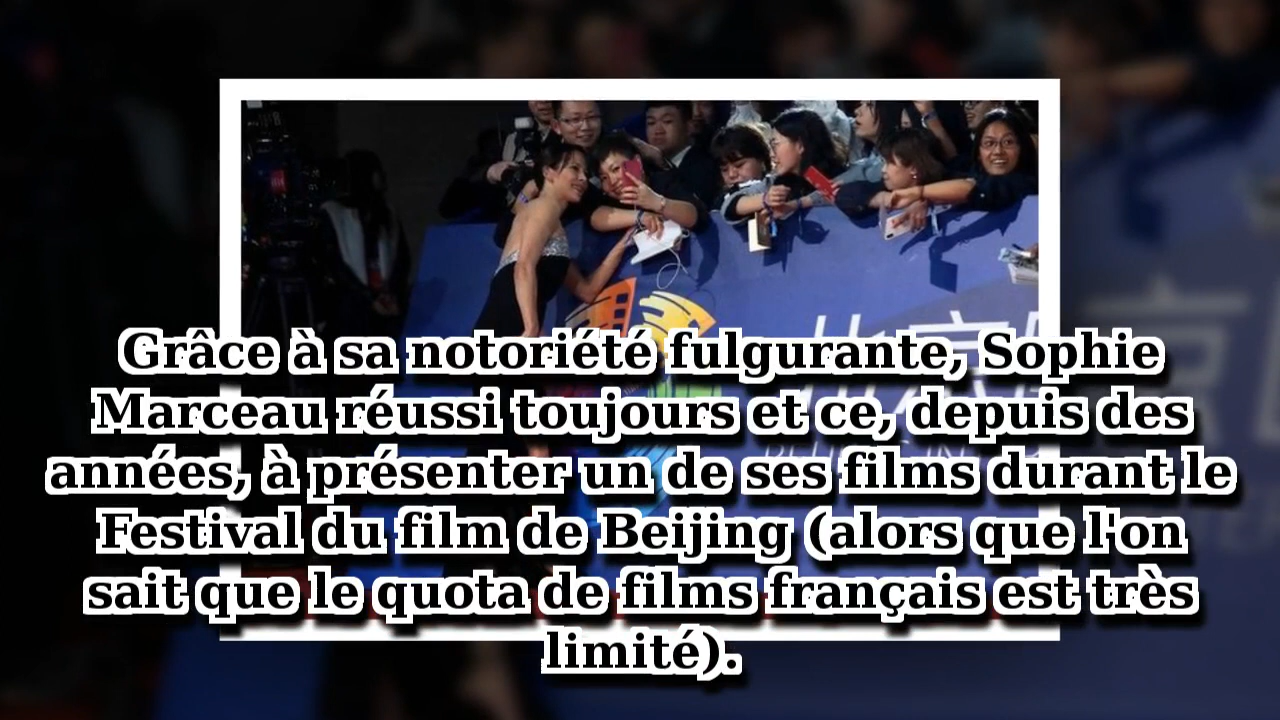 Grâce à sa notoriété fulgurante, Sophie
Marceau réussi toujours et ce, depuis des
années, à présenter un de ses films durant le
Festival du film de Beijing (alors que l'on
sait que le quota de films français est très
limité).